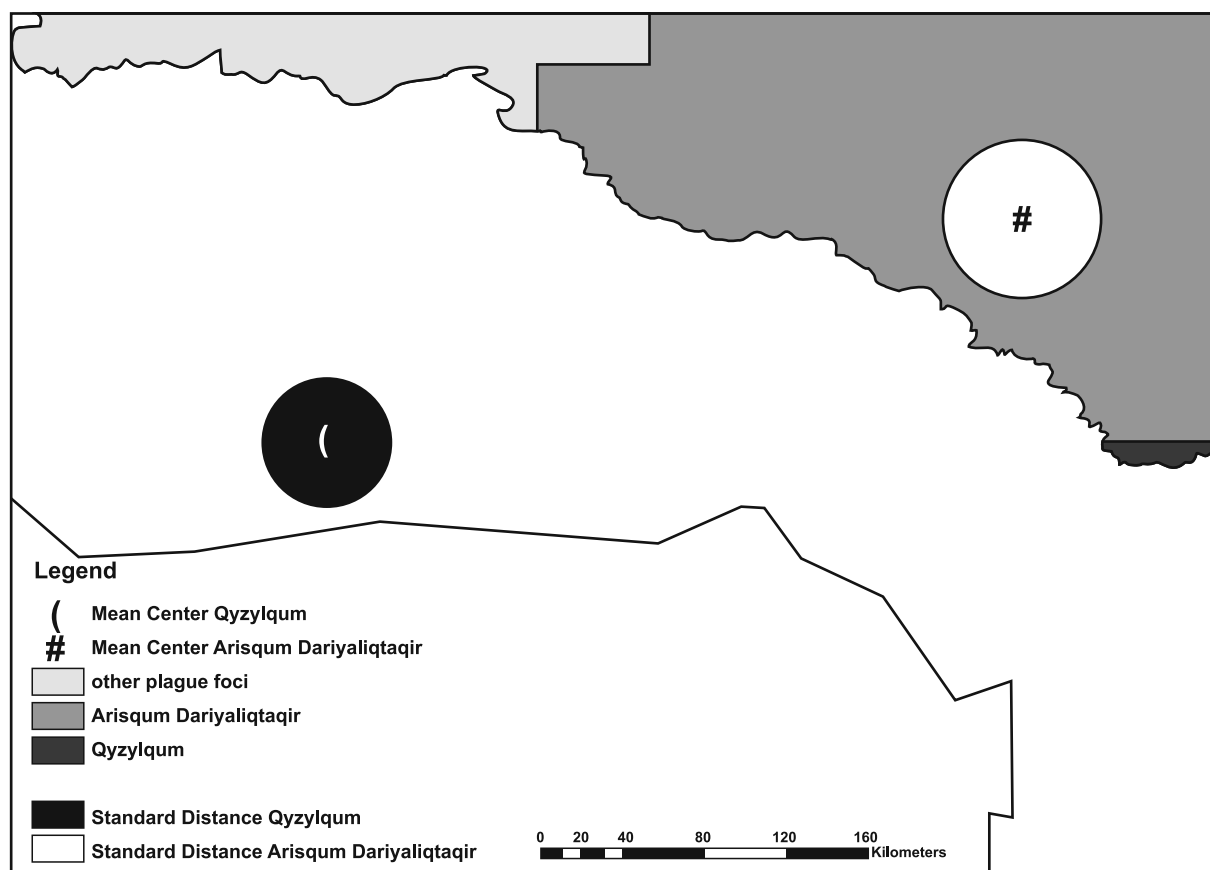 #
(
Legend
( Mean Center Qyzylqum
# Mean Center Arisqum Dariyaliqtaqir
other plague foci
Arisqum Dariyaliqtaqir
Qyzylqum
Standard Distance Qyzylqum
Standard Distance Arisqum Dariyaliqtaqir
0 20 40 80 120 160
Kilometers